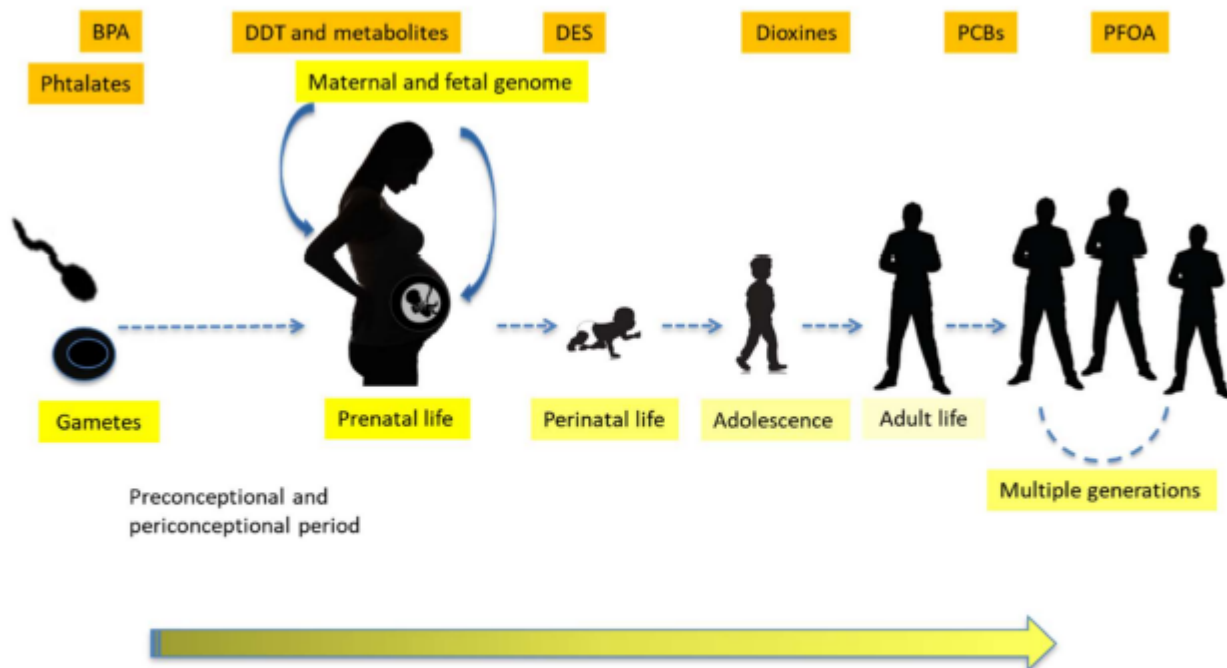 BPA
DDT and metabolites
DES
Dioxines
PCBs
PFOA
Phtalates
Maternal and fetal genome
Gametes
Prenatal life
Perinatal life
Adolescence
Adult life
Multiple generations
Preconceptional and
periconceptional period